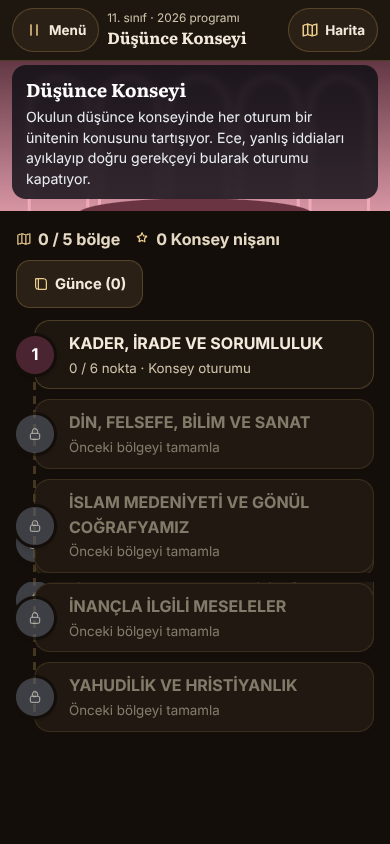 Menü
11. sınıf · 2026 programı
Düşünce Konseyi
Harita
Düşünce Konseyi
Okulun düşünce konseyinde her oturum bir
ünitenin konusunu tartışıyor. Ece, yanlış iddiaları
ayıklayıp doğru gerekçeyi bularak oturumu
kapatıyor.
0 / 5 bölge
0 Konsey nişanı
Günce (0)
1
KADER, İRADE VE SORUMLULUK
0 / 6 nokta · Konsey oturumu
DİN, FELSEFE, BİLİM VE SANAT
Önceki bölgeyi tamamla
İSLAM MEDENİYETİ VE GÖNÜL
COĞRAFYAMIZ
Önceki bölgeyi tamamla
İNANÇLA İLGİLİ MESELELER
Önceki bölgeyi tamamla
YAHUDİLİK VE HRİSTİYANLIK
Önceki bölgeyi tamamla